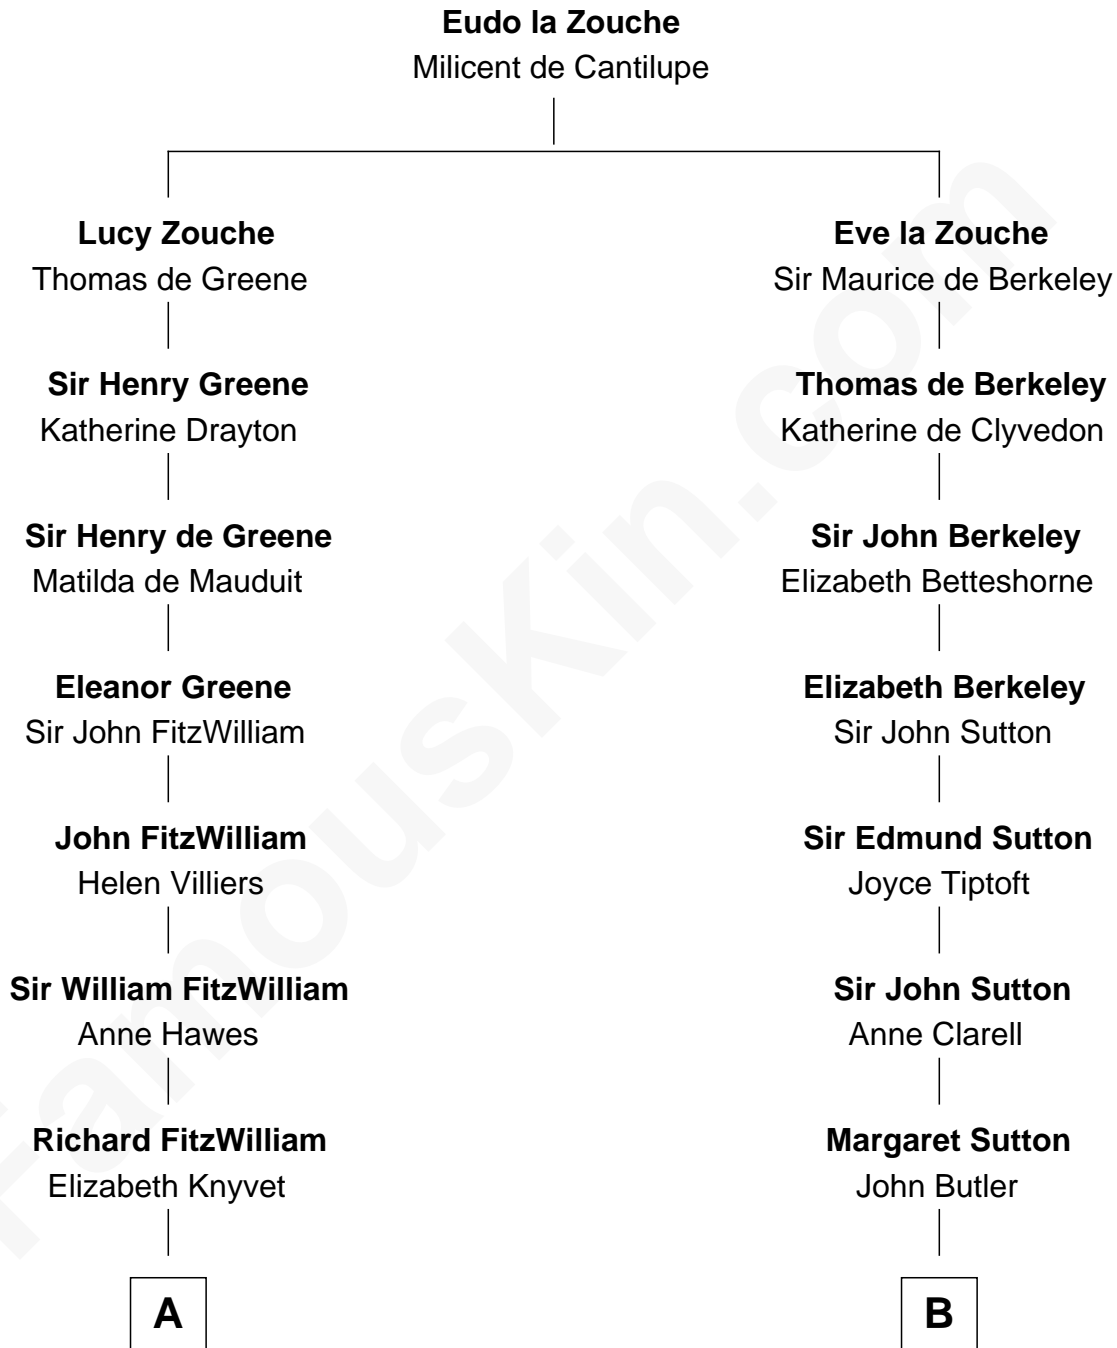 Eudo la Zouche
Milicent de Cantilupe
Lucy Zouche
Thomas de Greene
Eve la Zouche
Sir Maurice de Berkeley
Sir Henry Greene
Katherine Drayton
Thomas de Berkeley
Katherine de Clyvedon
Sir Henry de Greene
Matilda de Mauduit
Sir John Berkeley
Elizabeth Betteshorne
Eleanor Greene
Sir John FitzWilliam
Elizabeth Berkeley
Sir John Sutton
John FitzWilliam
Helen Villiers
Sir Edmund Sutton
Joyce Tiptoft
Sir William FitzWilliam
Anne Hawes
Sir John Sutton
Anne Clarell
Richard FitzWilliam
Elizabeth Knyvet
Margaret Sutton
John Butler
A
B
FamousKin.com